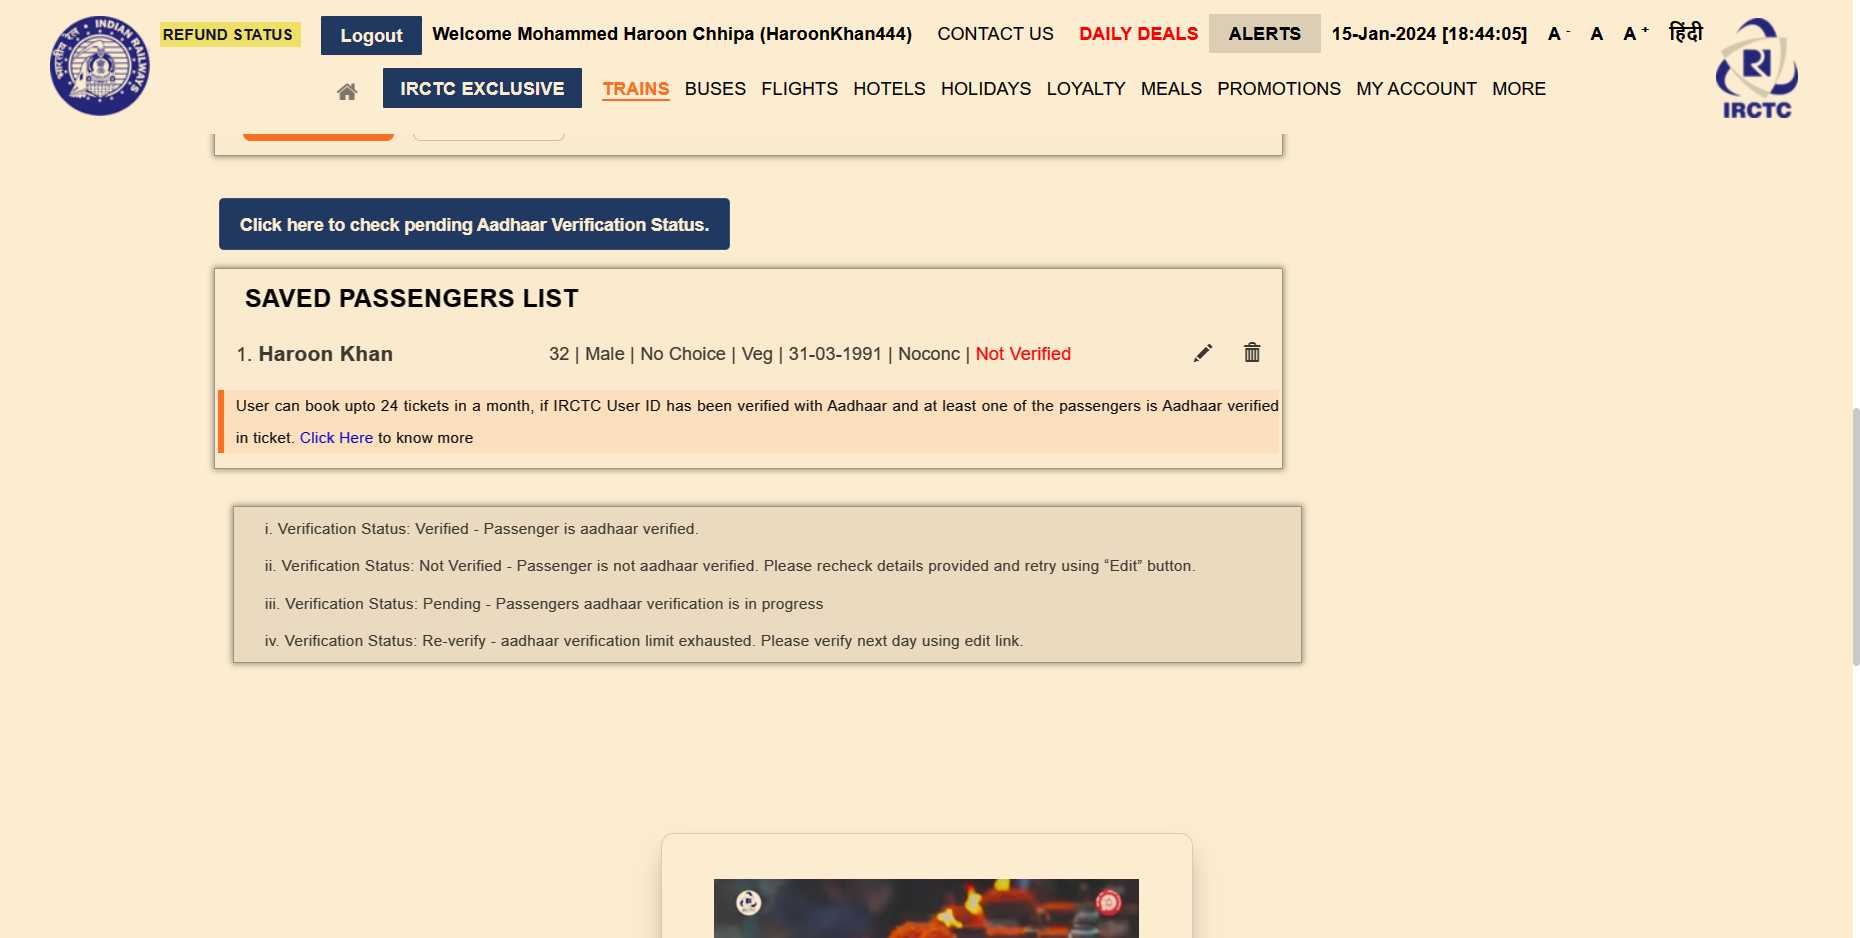 REFUND STATUS
Logout
Welcome Mohammed Haroon Chhipa (HaroonKhan444)
CONTACT US
DAILY DEALS
ALERTS
15-Jan-2024 [18:44:05]
A -
A
A +
हिंदी
INDIAN RAILWAYS
भारतीय रेल
IRCTC EXCLUSIVE
TRAINS
BUSES
FLIGHTS
HOTELS
HOLIDAYS
LOYALTY
MEALS
PROMOTIONS
MY ACCOUNT
MORE
IRCTC
Click here to check pending Aadhaar Verification Status.
SAVED PASSENGERS LIST
1. Haroon Khan
32 | Male | No Choice | Veg | 31-03-1991 | Noconc | Not Verified
User can book upto 24 tickets in a month, if IRCTC User ID has been verified with Aadhaar and at least one of the passengers is Aadhaar verified
in ticket. Click Here to know more
i. Verification Status: Verified - Passenger is aadhaar verified.
ii. Verification Status: Not Verified - Passenger is not aadhaar verified. Please recheck details provided and retry using “Edit” button.
iii. Verification Status: Pending - Passengers aadhaar verification is in progress
iv. Verification Status: Re-verify - aadhaar verification limit exhausted. Please verify next day using edit link.